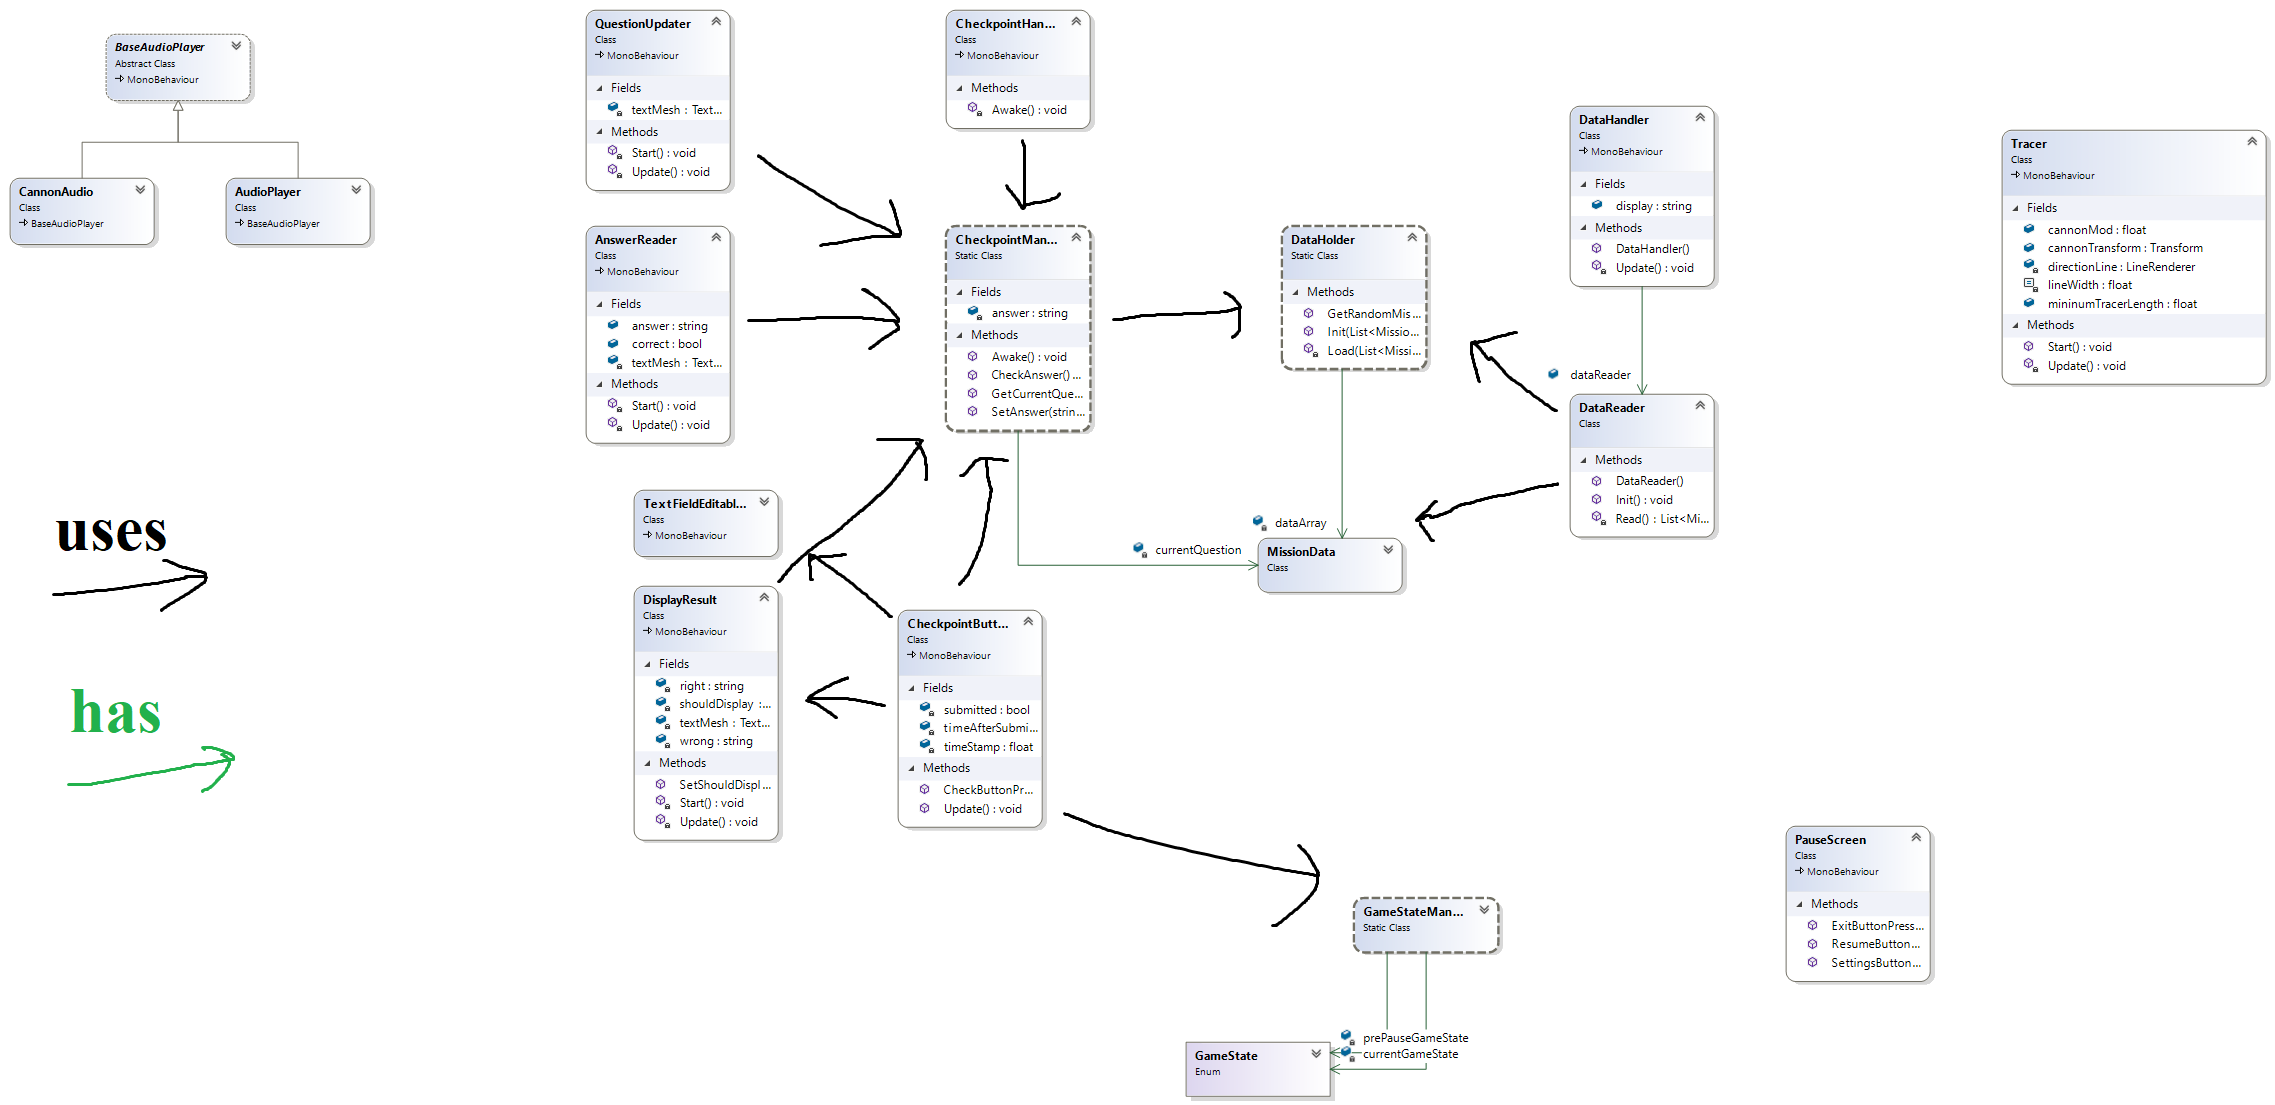 BaseAudioPlayer
Abstract Class
MonoBehaviour
CannonAudio
Class
BaseAudioPlayer
AudioPlayer
Class
BaseAudioPlayer
uses
has
QuestionUpdater
Class
MonoBehaviour
Fields
textMesh : Text...
Methods
Start() : void
Update() : void
AnswerReader
Class
MonoBehaviour
Fields
answer : string
correct : bool
textMesh : Text...
Methods
Start() : void
Update() : void
TextFieldEditabl...
Class
MonoBehaviour
DisplayResult
Class
MonoBehaviour
Fields
right : string
shouldDisplay :...
textMesh : Text...
wrong : string
Methods
SetShouldDispl...
Start() : void
Update() : void
CheckpointHan...
Class
MonoBehaviour
Methods
Awake() : void
CheckpointMan...
Static Class
Fields
answer : string
Methods
Awake() : void
CheckAnswer() ...
GetCurrentQue...
SetAnswer(strin...
CheckpointButt...
Class
MonoBehaviour
Fields
submitted : bool
timeAfterSubmi...
timeStamp : float
Methods
CheckButtonPr...
Update() : void
DataHolder
Static Class
Methods
GetRandomMis...
Init(List<Missio...
Load(List<Missi...
dataArray
currentQuestion
MissionData
Class
DataHandler
Class
MonoBehaviour
Fields
display : string
Methods
DataHandler()
Update() : void
dataReader
DataReader
Class
Methods
DataReader()
Init() : void
Read() : List<Mi...
GameStateMan...
Static Class
prePauseGameState
currentGameState
GameState
Enum
Tracer
Class
MonoBehaviour
Fields
cannonMod : float
cannonTransform : Transform
directionLine : LineRenderer
lineWidth : float
mininumTracerLength : float
Methods
Start() : void
Update() : void
PauseScreen
Class
MonoBehaviour
Methods
ExitButtonPress...
ResumeButton...
SettingsButton...